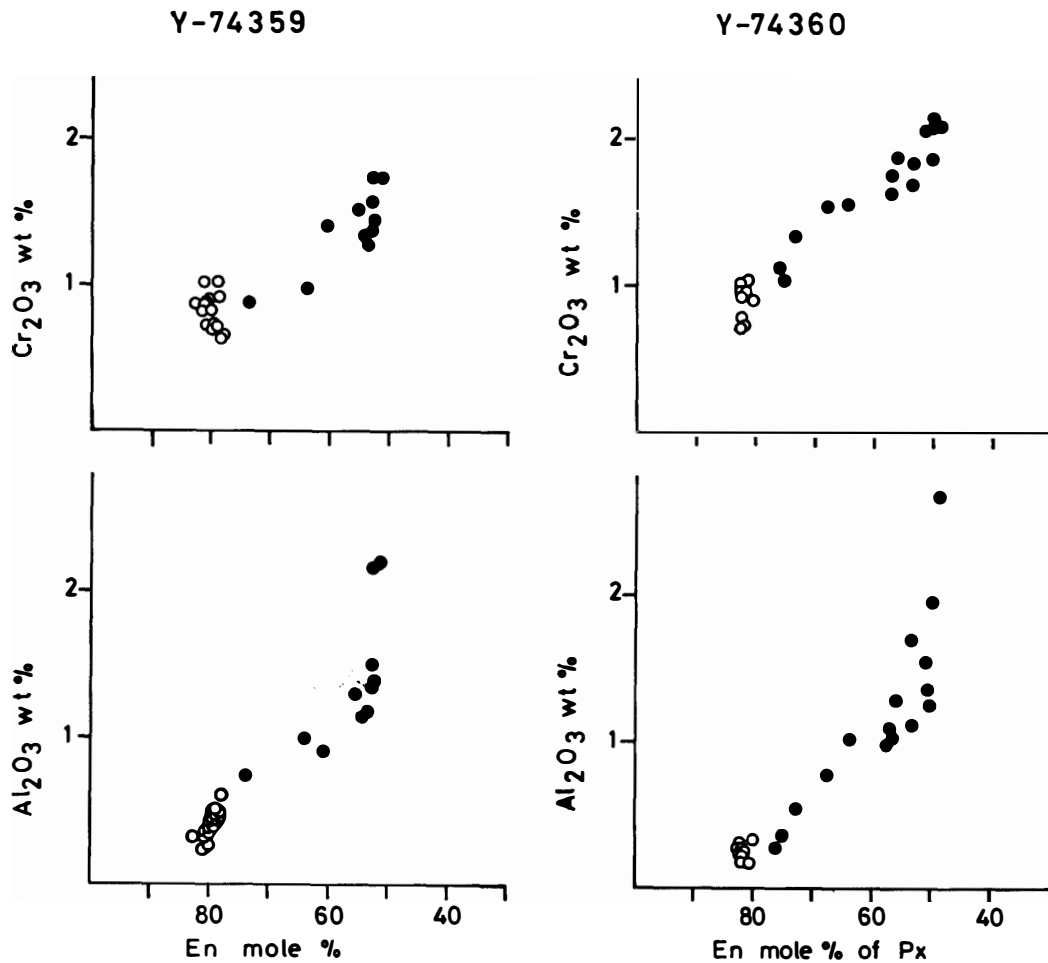 Y-74359
Y-74360
2
1
Cr₂O₃ wt %
2
1
Cr₂O₃ wt %
2
1
Al₂O₃ wt %
80 60 40
En mole %
2
1
Al₂O₃ wt %
80 60 40
En mole % of Px